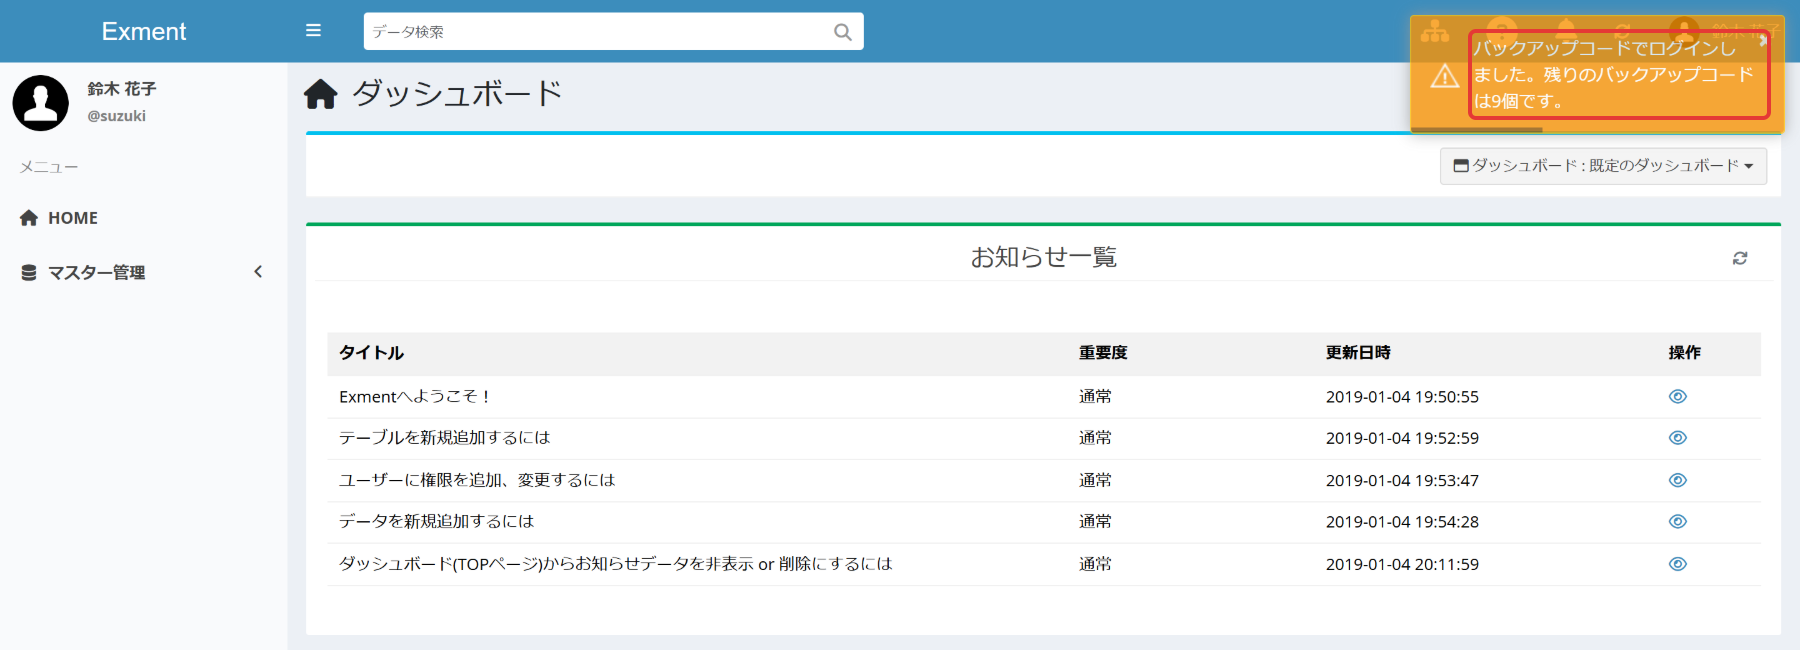 Exment
データ検索
鈴木 花子
バックアップコードでログインし
ました。残りのバックアップコード
は9個です。
鈴木 花子
@suzuki
メニュー
HOME
マスター管理
ダッシュボード
ダッシュボード : 既定のダッシュボード
お知らせ一覧
タイトル 重要度 更新日時 操作
Exmentへようこそ！ 通常 2019-01-04 19:50:55
テーブルを新規追加するには 通常 2019-01-04 19:52:59
ユーザーに権限を追加、変更するには 通常 2019-01-04 19:53:47
データを新規追加するには 通常 2019-01-04 19:54:28
ダッシュボード(TOPページ)からお知らせデータを非表示 or 削除にするには 通常 2019-01-04 20:11:59